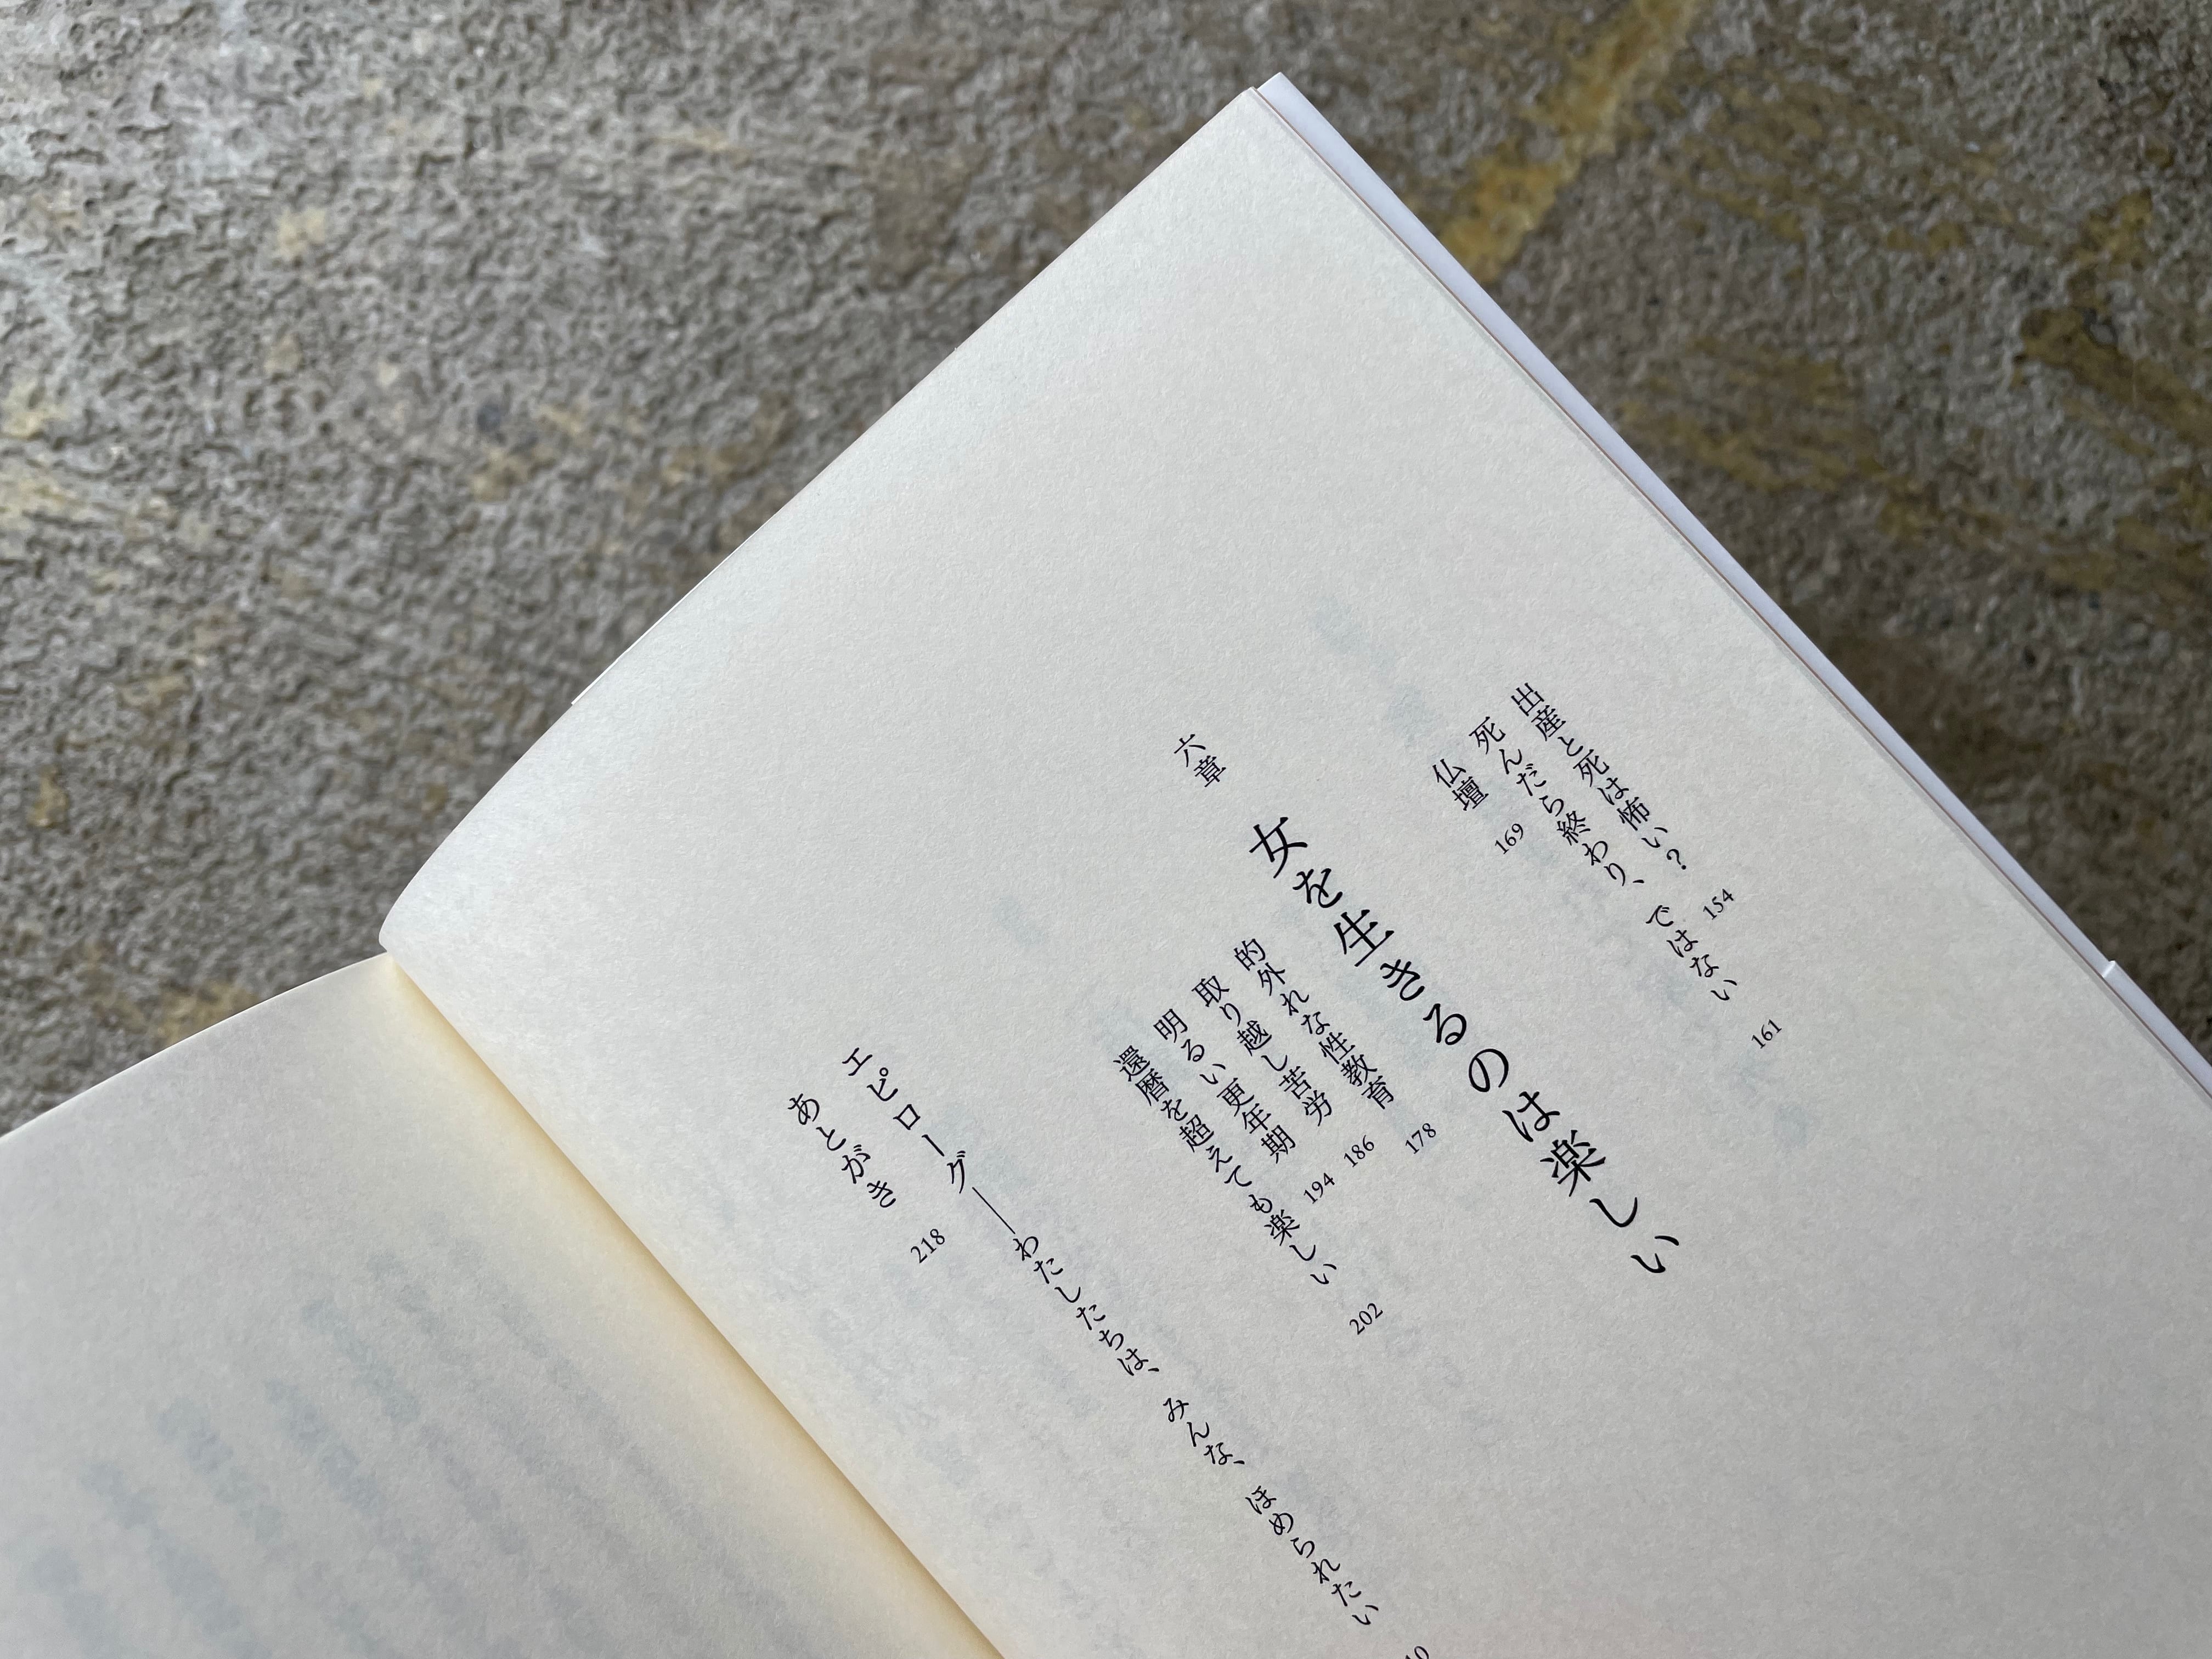 出産と死は怖い? 154
死んだら終わり、ではない 161
仏壇 169
六章 女を生きるのは楽しい
的外れな性教育 178
取り越し苦労 186
明るい更年期 194
還暦を超えても楽しい 202
エピローグ——わたしたちは、みんな、ほめられたい
あとがき 218